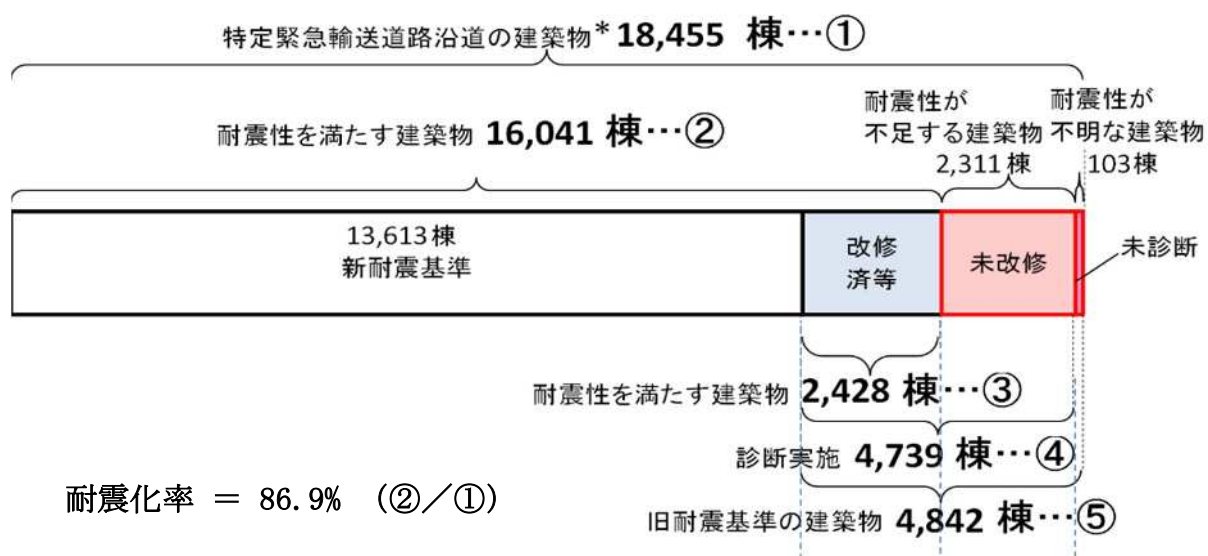 特定緊急輸送道路沿道の建築物* 18,455 棟…①
耐震性を満たす建築物 16,041 棟…②
耐震性が
不足する建築物
2,311 棟
耐震性が
不明な建築物
103棟
13,613棟
新耐震基準
改修
済等
未改修
未診断
耐震性を満たす建築物 2,428 棟…③
診断実施 4,739 棟…④
旧耐震基準の建築物 4,842 棟…⑤
耐震化率 = 86.9% (②/①)